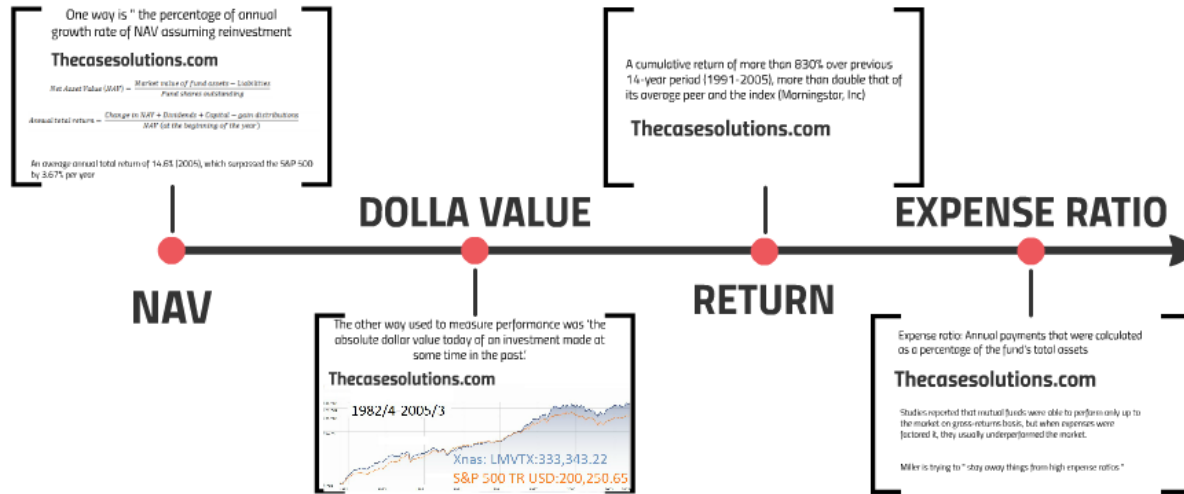 One way is " the percentage of annual
growth rate of NAV assuming reinvestment
Thecasesolutions.com
Net Asset Value (NAV) = Market value of fund assets − Liabilities
Fund shares outstanding
Annual total return = Change in NAV + Dividends + Capital − gain distributions
NAV (at the beginning of the year)
An average annual total return of 14.6% (2005), which surpassed the S&P 500
by 3.67% per year
NAV
DOLLA VALUE
The other way used to measure performance was 'the
absolute dollar value today of an investment made at
some time in the past.'
Thecasesolutions.com
1982/4-2005/3
Xnas: LMVTX:333,343.22
S&P 500 TR USD:200,250.65
A cumulative return of more than 830% over previous
14-year period (1991-2005), more than double that of
its average peer and the index (Morningstar, Inc)
Thecasesolutions.com
RETURN
EXPENSE RATIO
Expense ratio: Annual payments that were calculated
as a percentage of the fund's total assets
Thecasesolutions.com
Studies reported that mutual funds were able to perform only up to
the market on gross-returns basis, but when expenses were
factored it, they usually underperformed the market.
Miller is trying to " stay away things from high expense ratios "